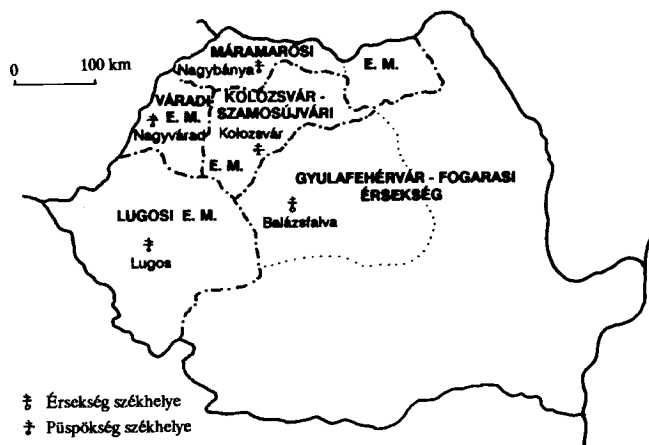 0 100 km
MÁRAMAROSI
Nagybánya
E. M.
VÁRADI
E. M.
Nagyvárad
KOLOZSVÁR -
SZAMOSÚJVÁRI
Kolozsvár
E. M.
GYULAFEHÉRVÁR - FOGARASI
ÉRSEKSÉG
Balázsfalva
LUGOSI E. M.
Lugos
Érsekség székhelye
Püspökség székhelye